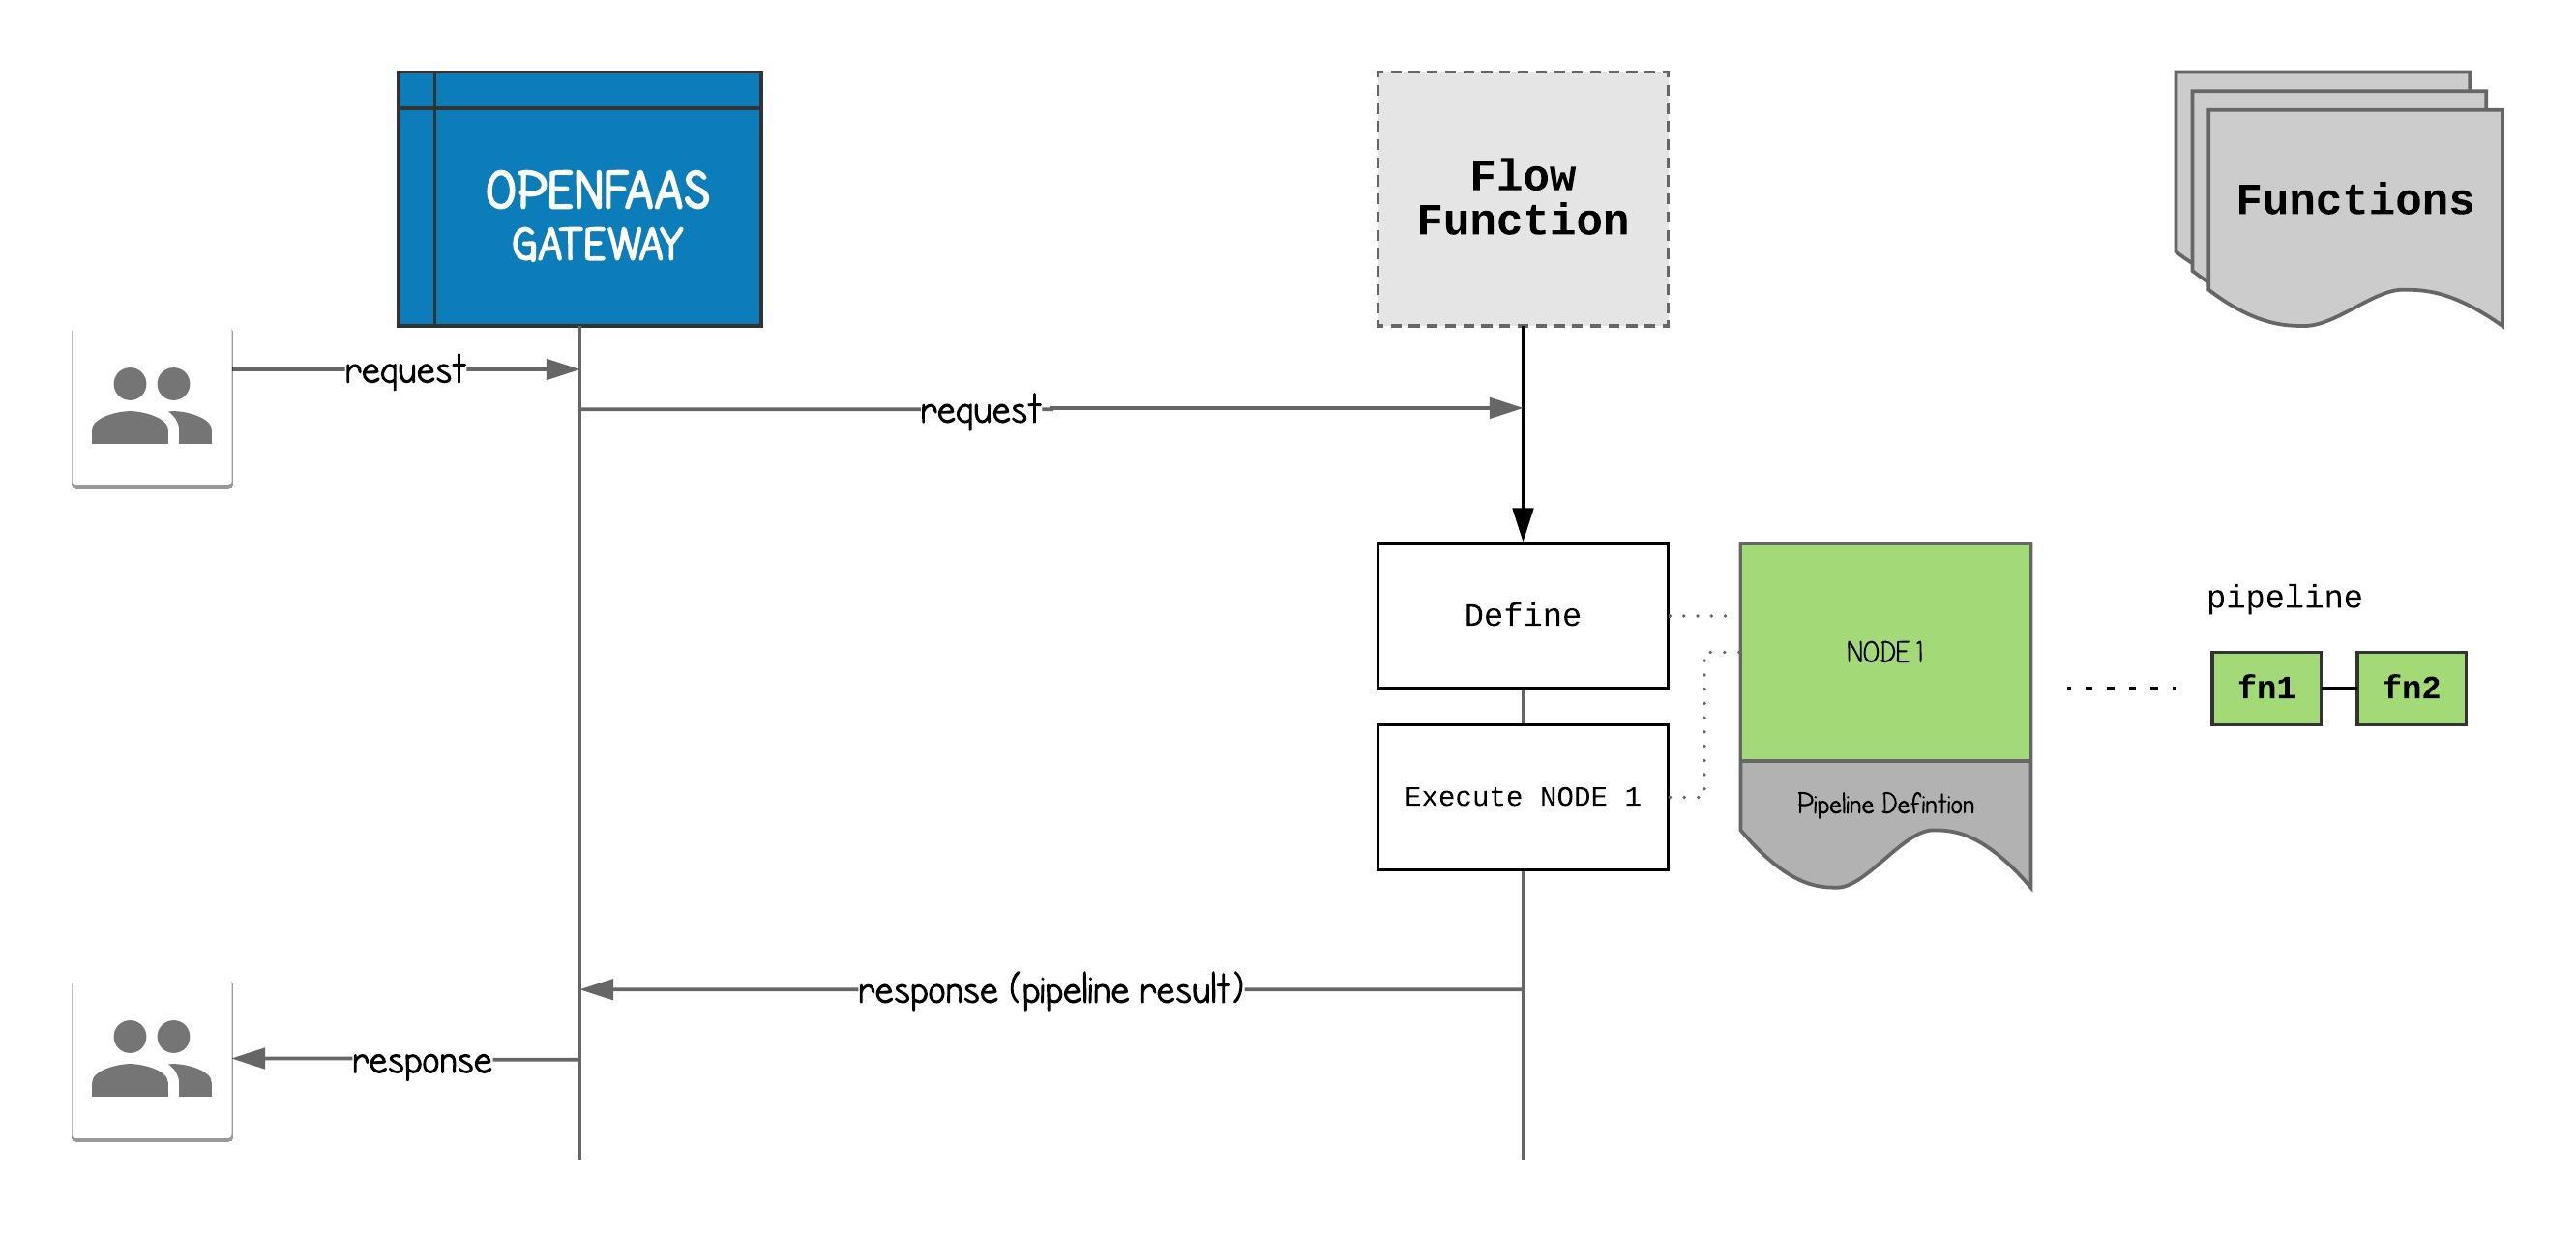 OPENFAAS
GATEWAY
Flow
Function
Functions
request
request
Define
NODE 1
pipeline
fn1
fn2
Execute NODE 1
Pipeline Defintion
response (pipeline result)
response